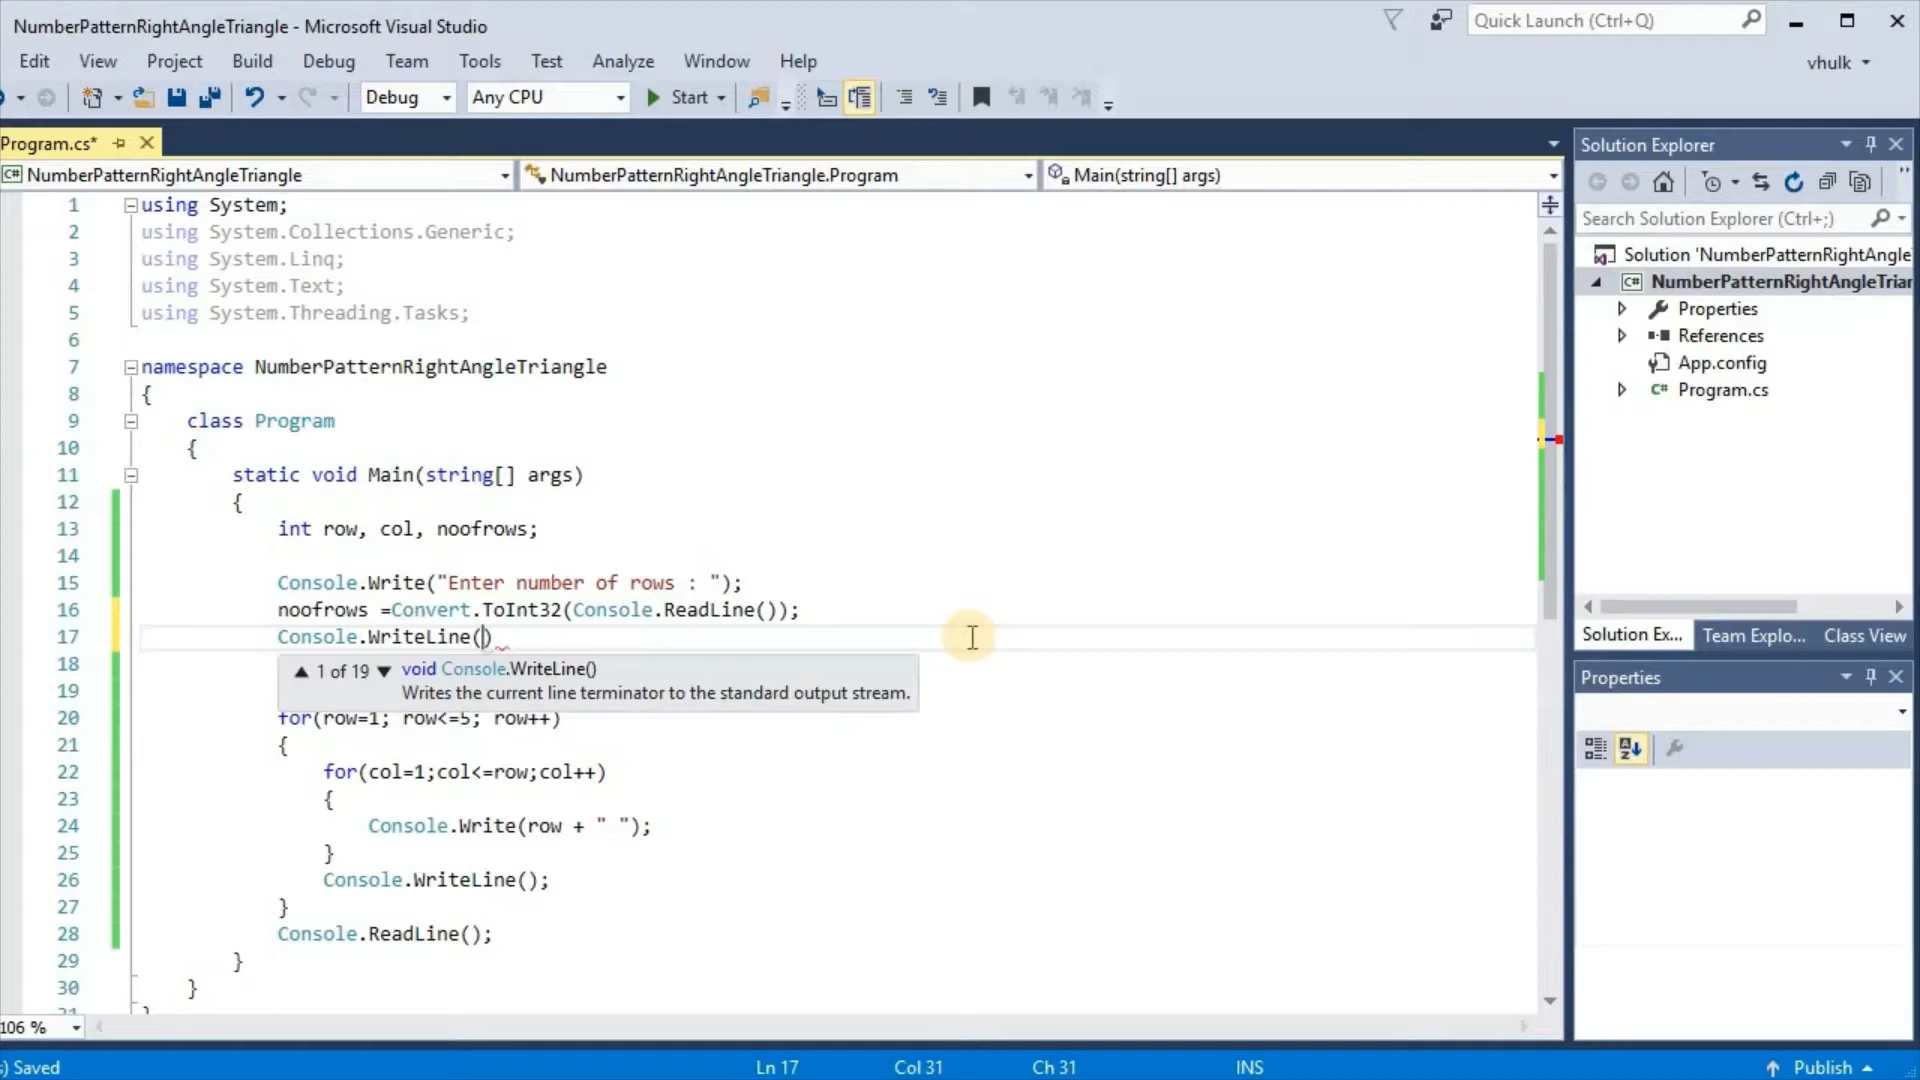 NumberPatternRightAngleTriangle - Microsoft Visual Studio
Quick Launch (Ctrl+Q)
Edit View Project Build Debug Team Tools Test Analyze Window Help
vhulk
Debug Any CPU Start
Program.cs*
C# NumberPatternRightAngleTriangle NumberPatternRightAngleTriangle.Program Main(string[] args)
1 using System;
2 using System.Collections.Generic;
3 using System.Linq;
4 using System.Text;
5 using System.Threading.Tasks;
6
7 namespace NumberPatternRightAngleTriangle
8 {
9 class Program
10 {
11 static void Main(string[] args)
12 {
13 int row, col, noofrows;
14
15 Console.Write("Enter number of rows : ");
16 noofrows =Convert.ToInt32(Console.ReadLine());
17 Console.WriteLine()
18
1 of 19 void Console.WriteLine()
Writes the current line terminator to the standard output stream.
19
20 for(row=1; row<=5; row++)
21 {
22 for(col=1;col<=row;col++)
23 {
24 Console.Write(row + " ");
25 }
26 Console.WriteLine();
27 }
28 Console.ReadLine();
29 }
30 }
31 }
106 %
Solution Explorer
Search Solution Explorer (Ctrl+;)
Solution 'NumberPatternRightAngle
C# NumberPatternRightAngleTriar
Properties
References
App.config
C# Program.cs
Solution Ex... Team Explo... Class View
Properties
) Saved
Ln 17 Col 31 Ch 31 INS
Publish